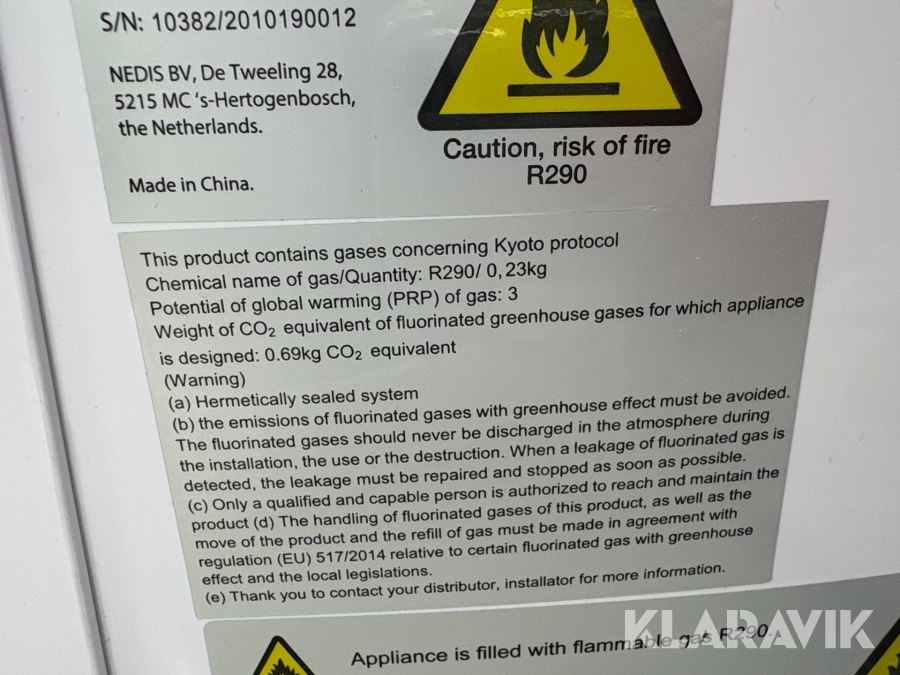 S/N: 10382/2010190012
NEDIS BV, De Tweeling 28,
5215 MC 's-Hertogenbosch,
the Netherlands.
Made in China.
Caution, risk of fire
R290
This product contains gases concerning Kyoto protocol
Chemical name of gas/Quantity: R290/ 0,23kg
Potential of global warming (PRP) of gas: 3
Weight of CO₂ equivalent of fluorinated greenhouse gases for which appliance
is designed: 0.69kg CO₂ equivalent
(Warning)
(a) Hermetically sealed system
(b) the emissions of fluorinated gases with greenhouse effect must be avoided.
The fluorinated gases should never be discharged in the atmosphere during
the installation, the use or the destruction. When a leakage of fluorinated gas is
detected, the leakage must be repaired and stopped as soon as possible.
(c) Only a qualified and capable person is authorized to reach and maintain the
product (d) The handling of fluorinated gases of this product, as well as the
move of the product and the refill of gas must be made in agreement with
regulation (EU) 517/2014 relative to certain fluorinated gas with greenhouse
effect and the local legislations.
(e) Thank you to contact your distributor, installator for more information.
Appliance is filled with flammable gas R290.
KLARAVIK